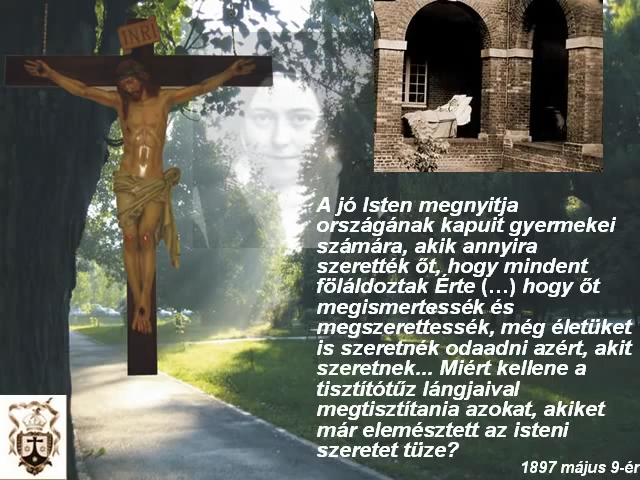 INRI
A jó Isten megnyitja
országának kapuit gyermekei
számára, akik annyira
szerették őt, hogy mindent
föláldoztak Érte (…) hogy őt
megismertessék és
megszerettessék, még életüket
is szeretnék odaadni azért, akit
szeretnek... Miért kellene a
tisztítótűz lángjaival
megtisztítania azokat, akiket
már elemésztett az isteni
szeretet tüze?
1897 május 9-én